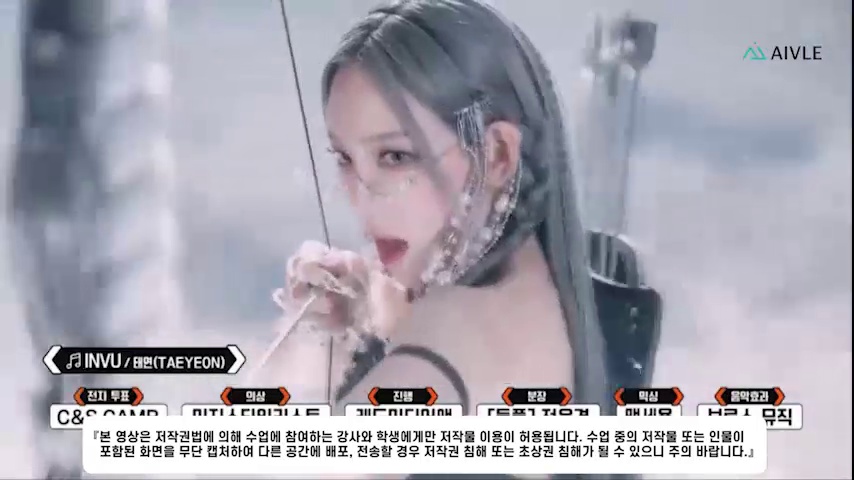 AIVLE
INVU / 태연(TAEYEON)
전지 투표 의상 진행 분장 믹싱 음악효과
C&S CAMP
『본 영상은 저작권법에 의해 수업에 참여하는 강사와 학생에게만 저작물 이용이 허용됩니다. 수업 중의 저작물 또는 인물이
포함된 화면을 무단 캡처하여 다른 공간에 배포, 전송할 경우 저작권 침해 또는 초상권 침해가 될 수 있으니 주의 바랍니다.』